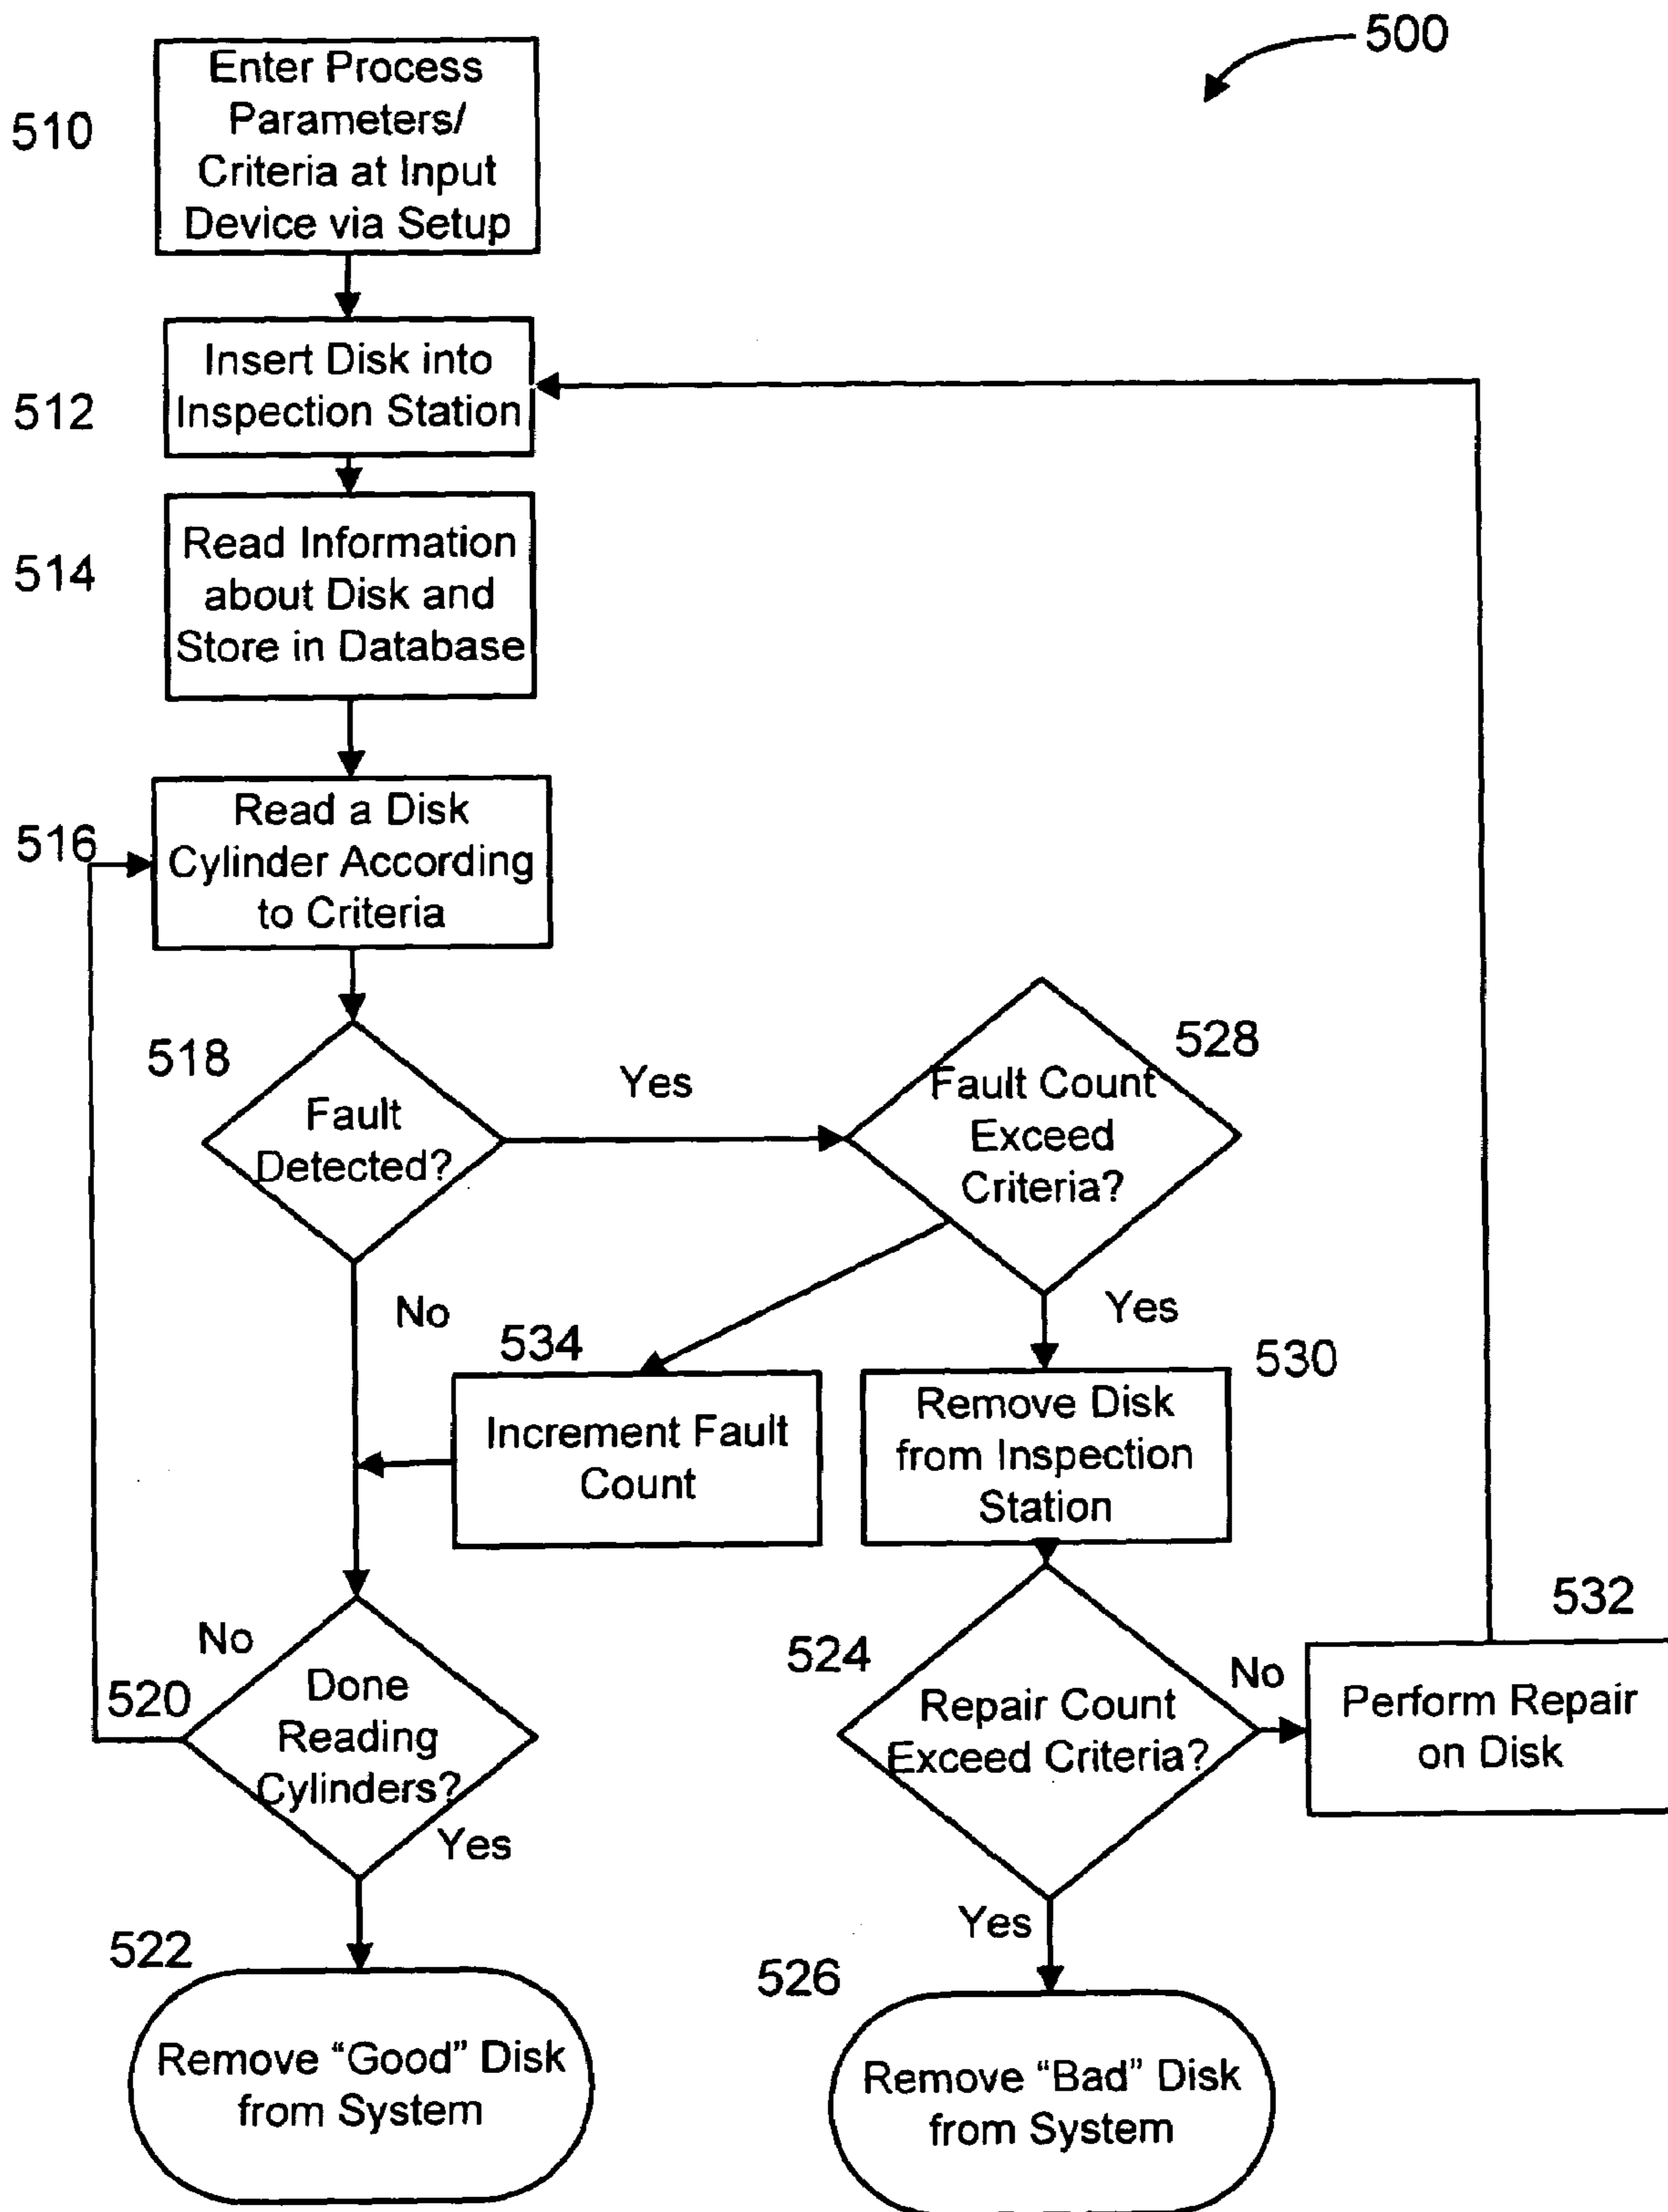 500
510
Enter Process
Parameters/
Criteria at Input
Device via Setup
512
Insert Disk into
Inspection Station
514
Read Information
about Disk and
Store in Database
516
Read a Disk
Cylinder According
to Criteria
518
Fault
Detected?
Yes
528
Fault Count
Exceed
Criteria?
No
Yes
534
Increment Fault
Count
530
Remove Disk
from Inspection
Station
532
No
520
Done
Reading
Cylinders?
Yes
524
Repair Count
Exceed Criteria?
No
Perform Repair
on Disk
Yes
522
Remove “Good” Disk
from System
526
Remove “Bad” Disk
from System